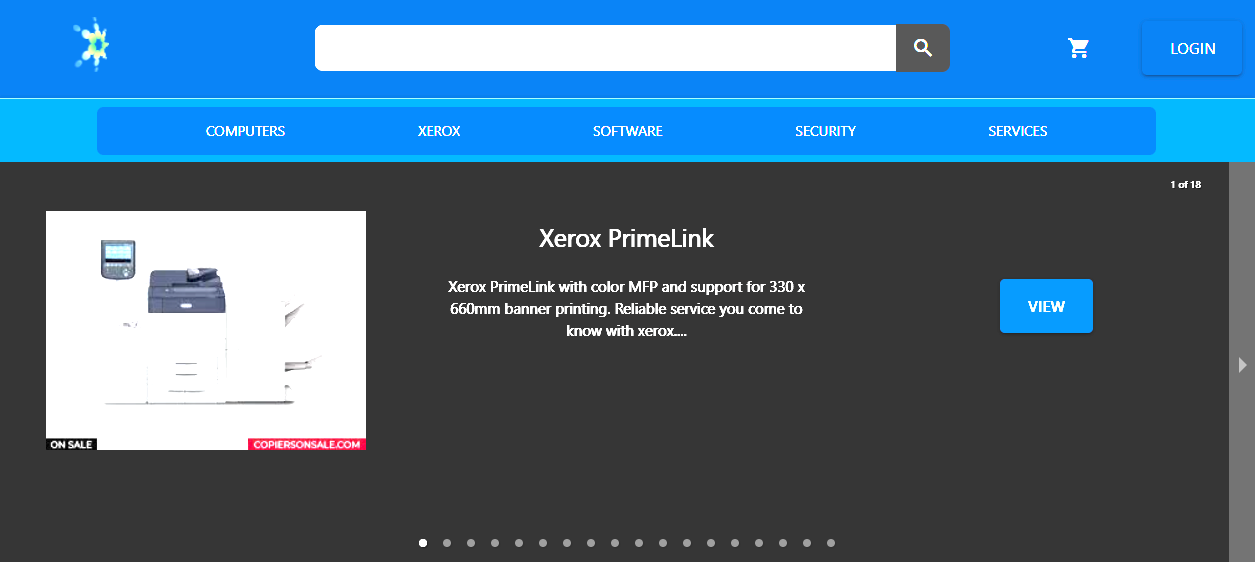 LOGIN
COMPUTERS XEROX SOFTWARE SECURITY SERVICES
1 of 18
Xerox PrimeLink
Xerox PrimeLink with color MFP and support for 330 x
660mm banner printing. Reliable service you come to
know with xerox....
VIEW
ON SALE COPIERSONSALE.COM